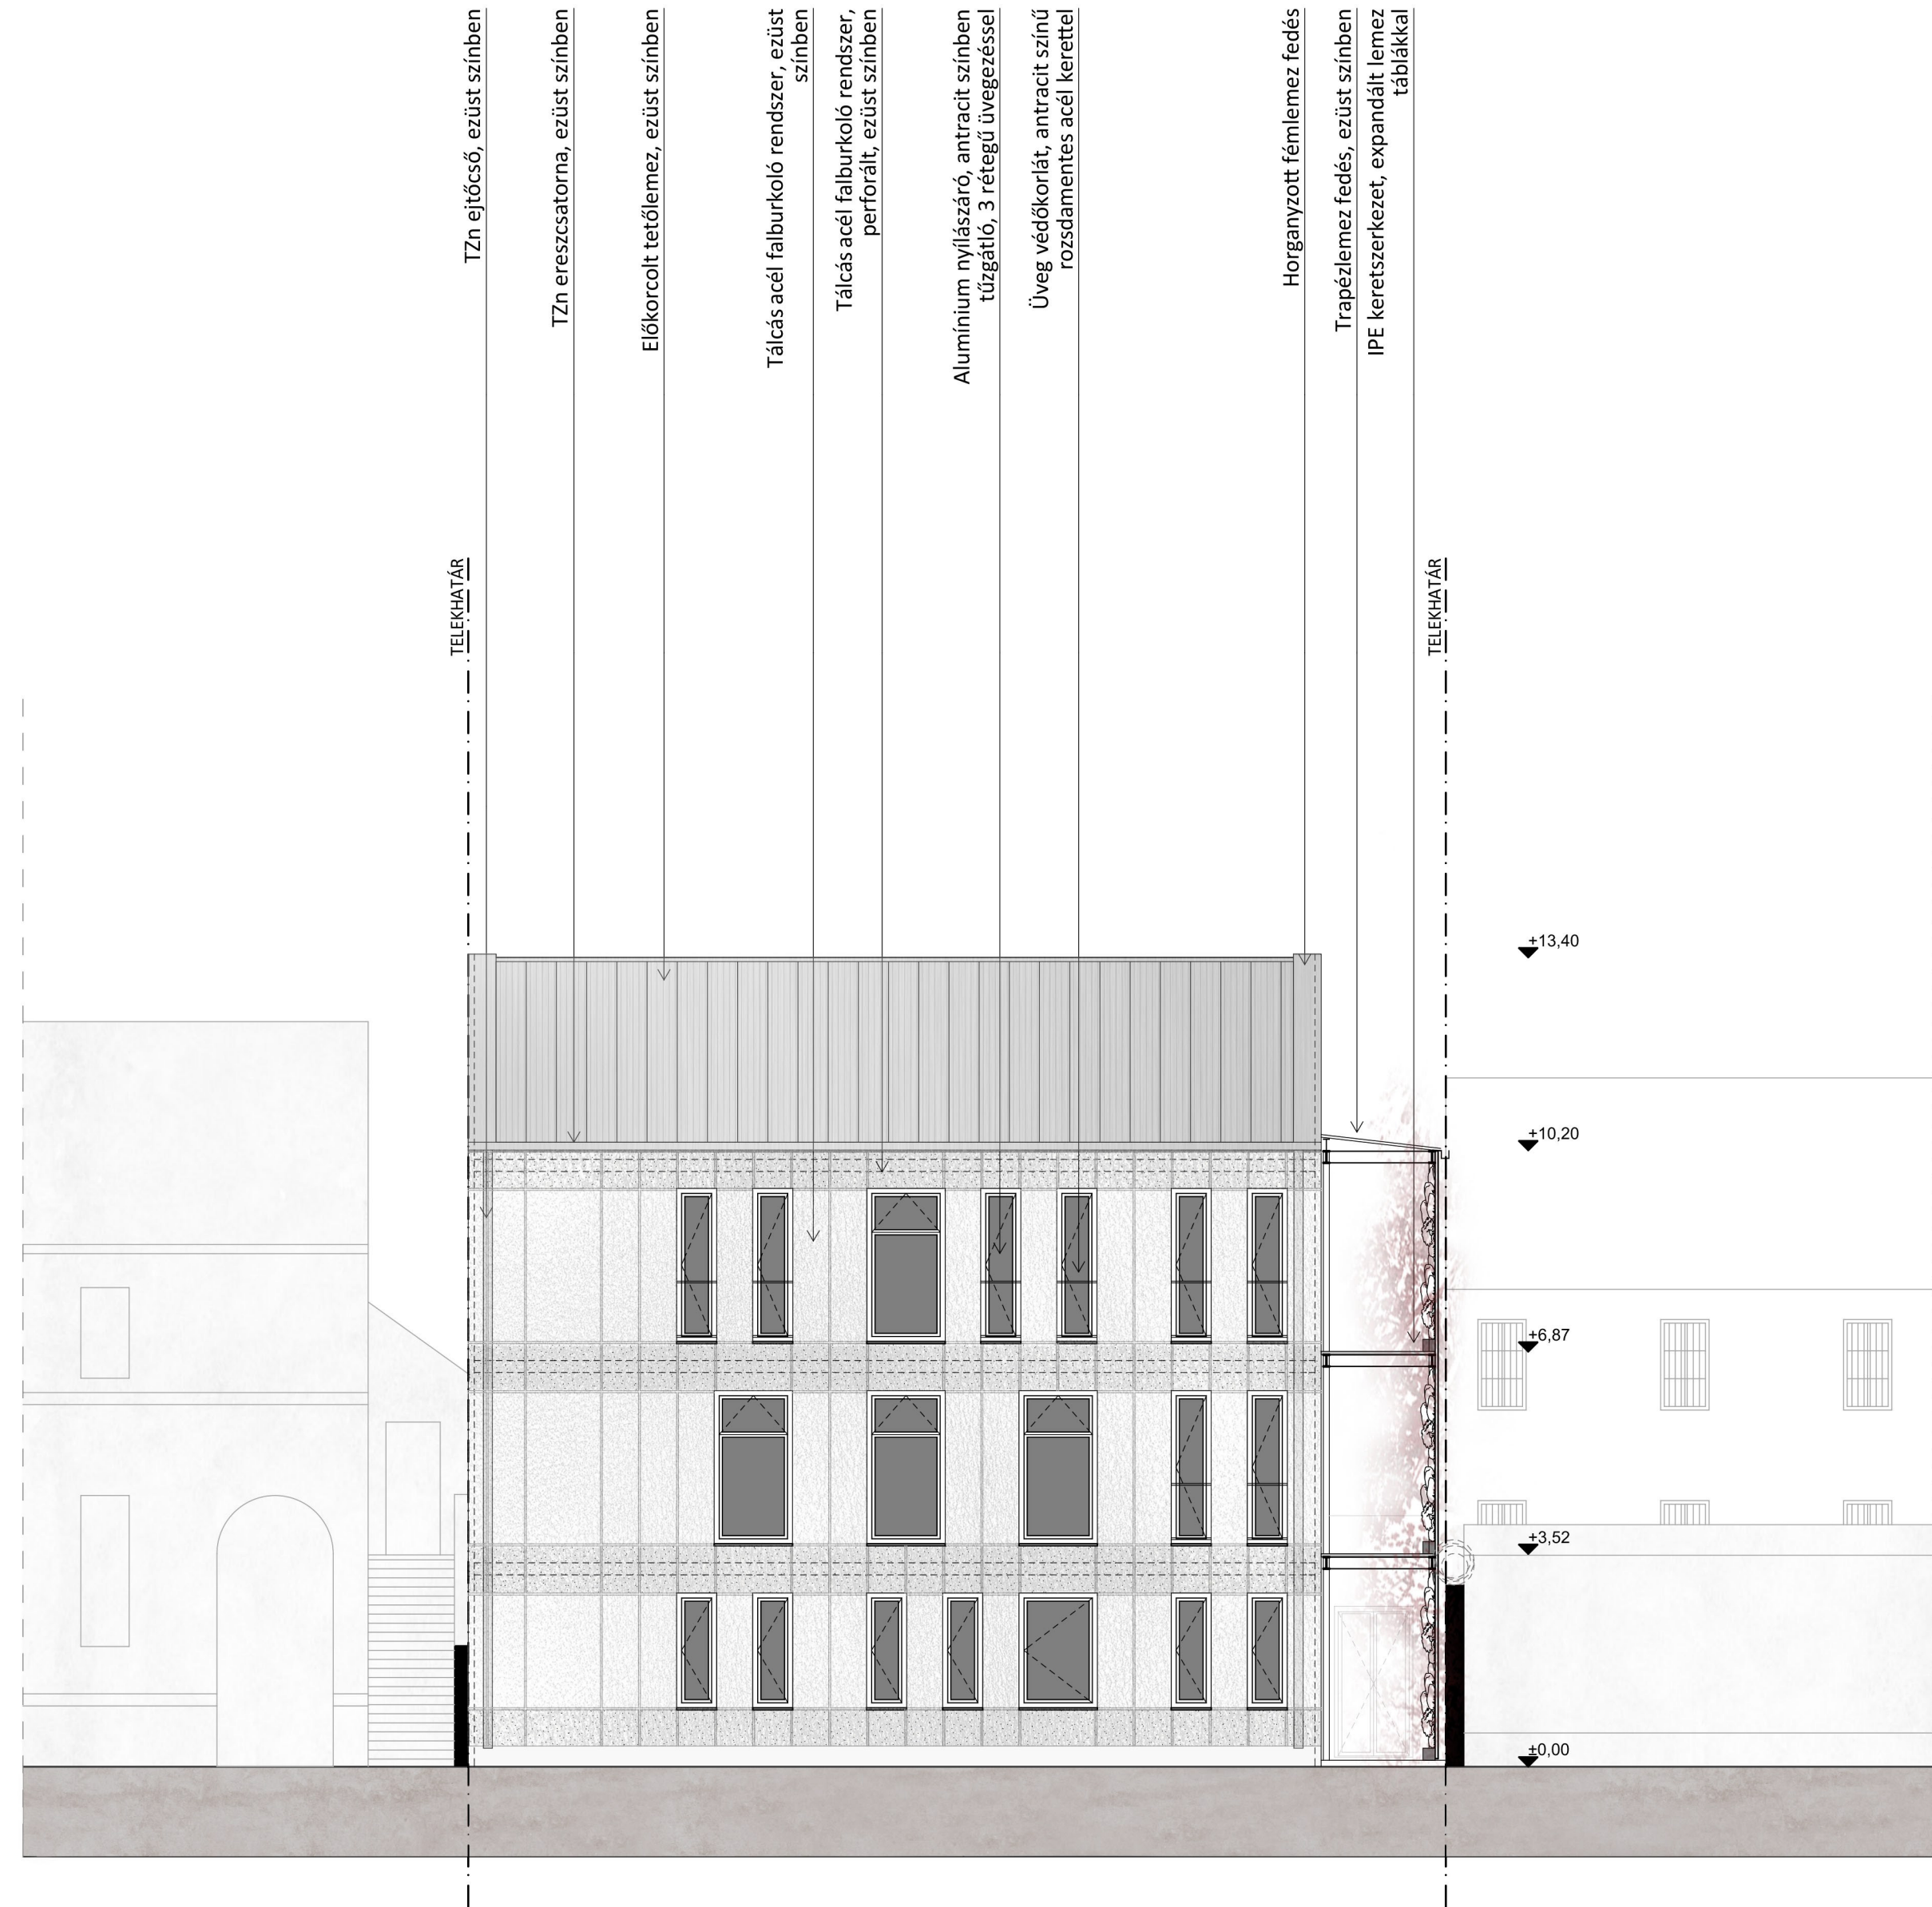 TZn ejtőcső, ezüst színben
TZn ereszcsatorna, ezüst színben
Előkorcolt tetőlemez, ezüst színben
Tálcás acél falburkoló rendszer, ezüst
színben
Tálcás acél falburkoló rendszer,
perforált, ezüst színben
Alumínium nyílászáró, antracit színben
tűzgátló, 3 rétegű üvegezéssel
Üveg védőkorlát, antracit színű
rozsdamentes acél kerettel
Horganyzott fémlemez fedés
Trapézlemez fedés, ezüst színben
IPE keretszerkezet, expandált lemez
táblákkal
TELEKHATÁR
TELEKHATÁR
+13,40
+10,20
+6,87
+3,52
±0,00